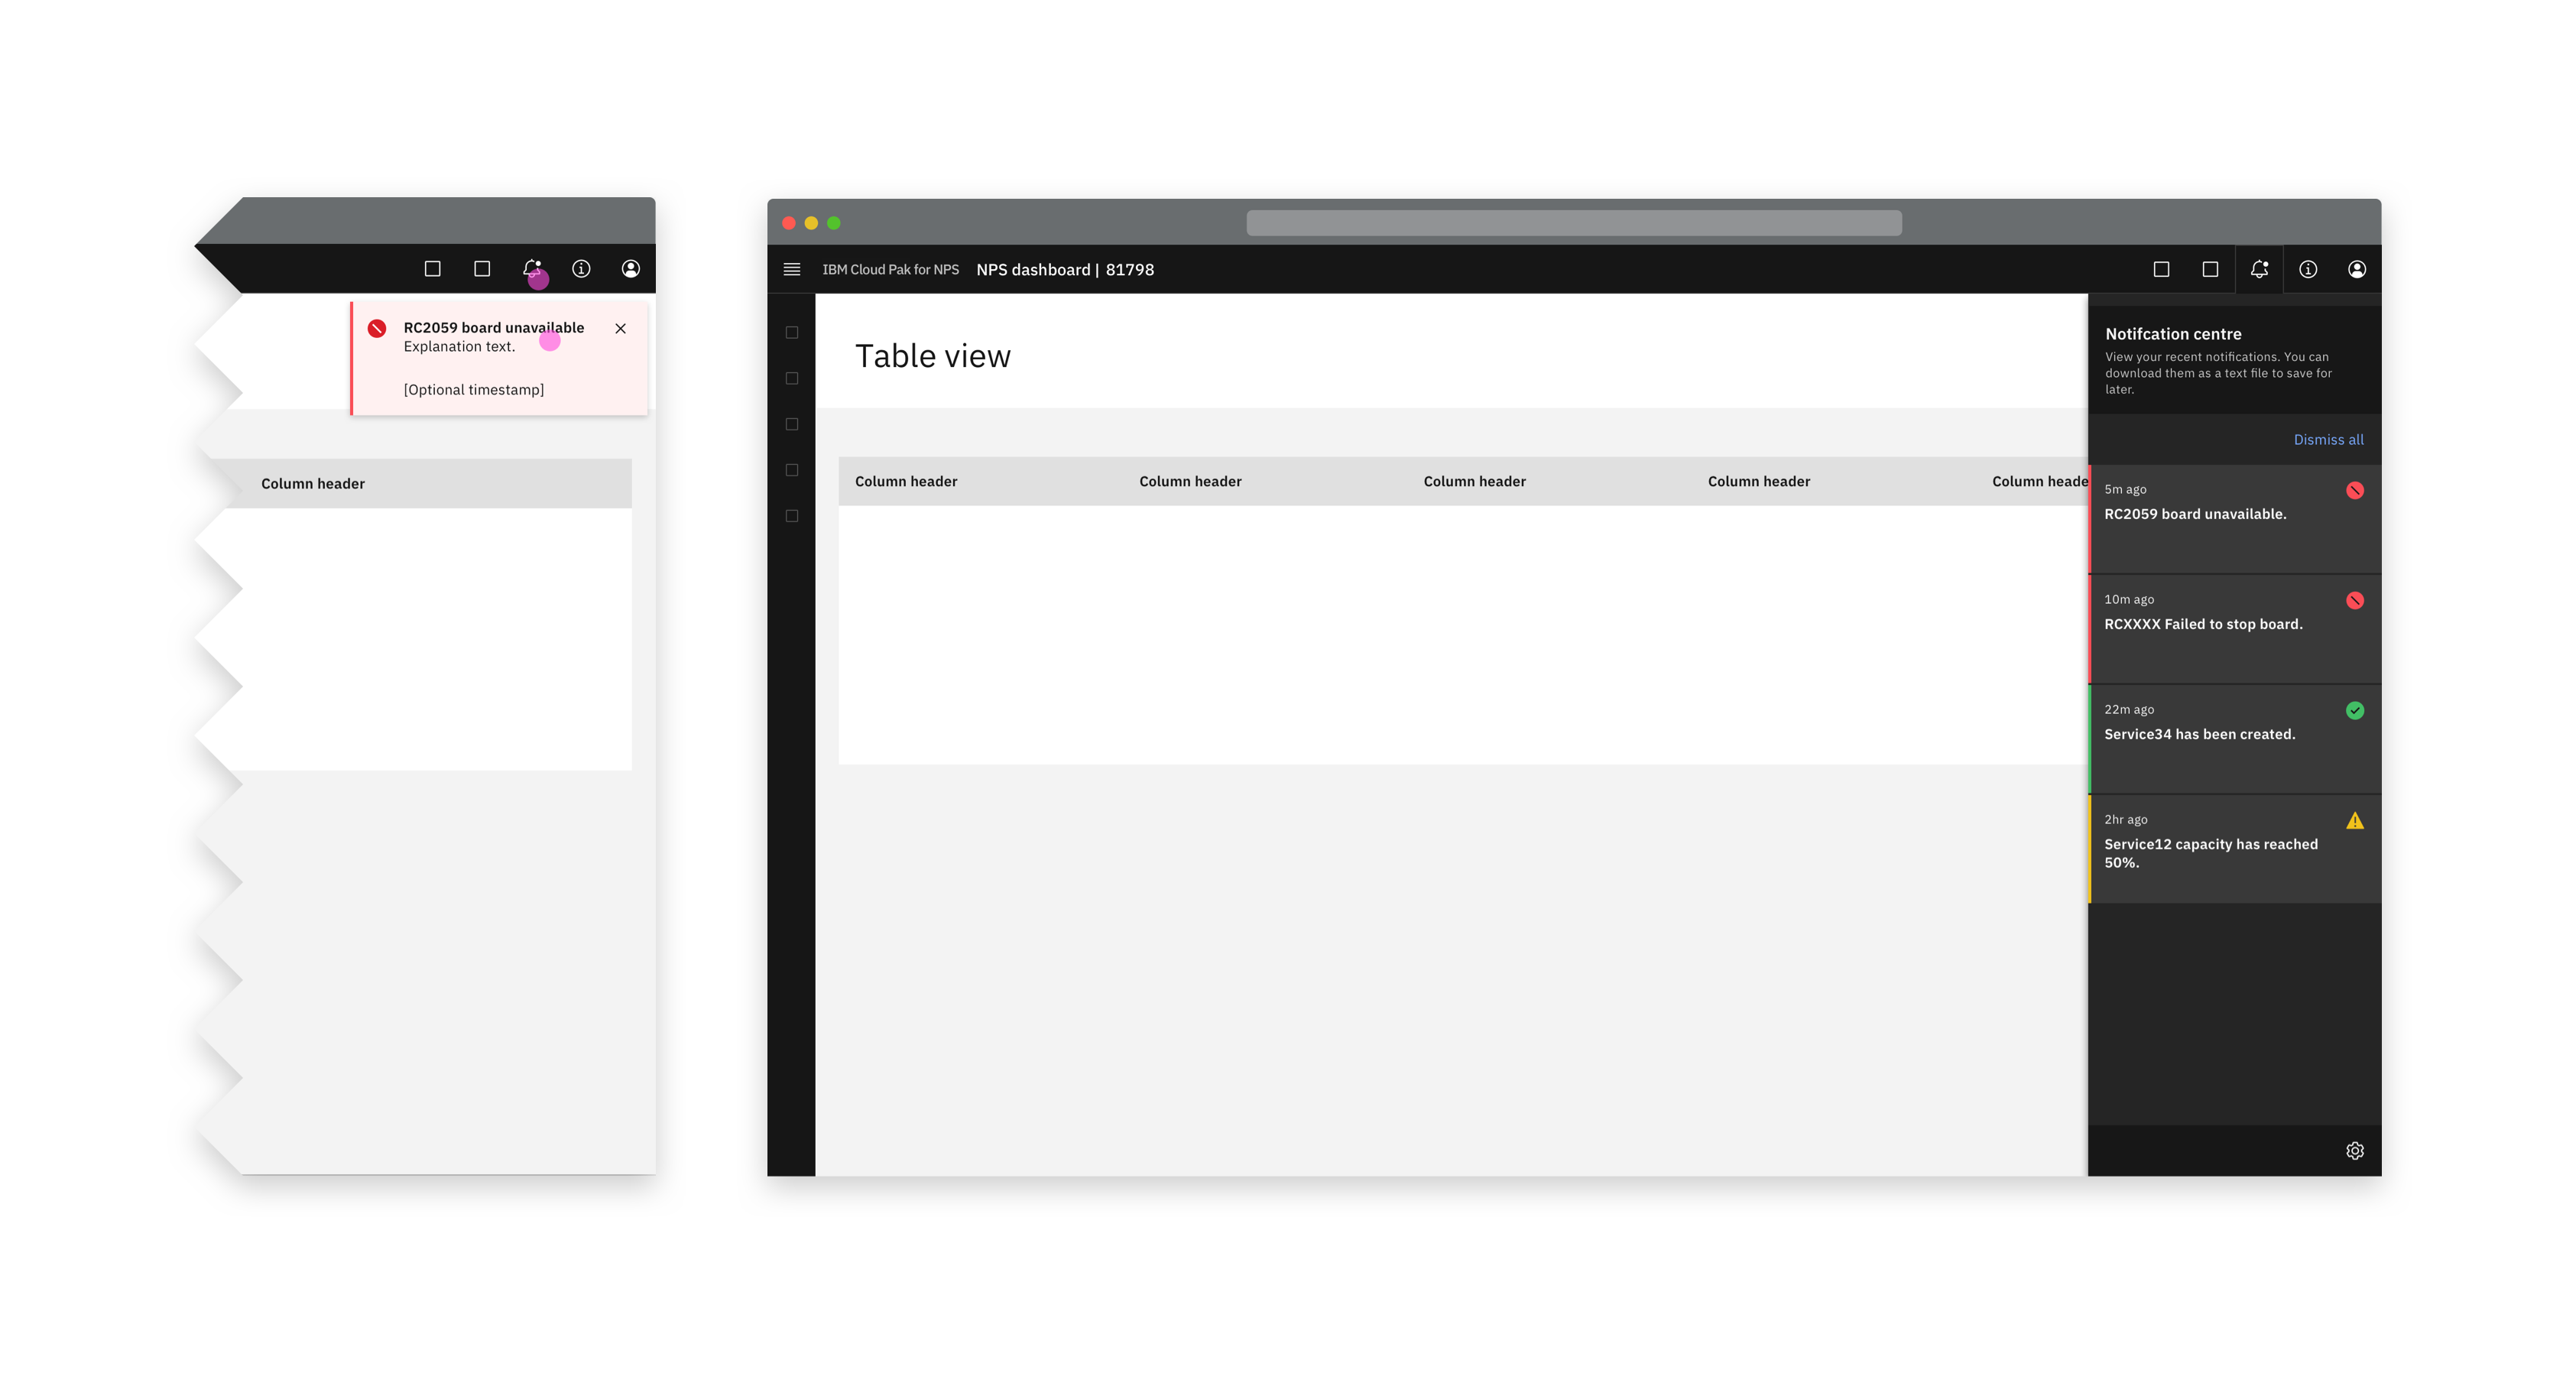 RC2059 board unavailable
Explanation text.
[Optional timestamp]
Column header
IBM Cloud Pak for NPS NPS dashboard | 81798
Table view
Column header Column header Column header Column header Column heade
Notifcation centre
View your recent notifications. You can
download them as a text file to save for
later.
Dismiss all
5m ago
RC2059 board unavailable.
10m ago
RCXXXX Failed to stop board.
22m ago
Service34 has been created.
2hr ago
Service12 capacity has reached
50%.